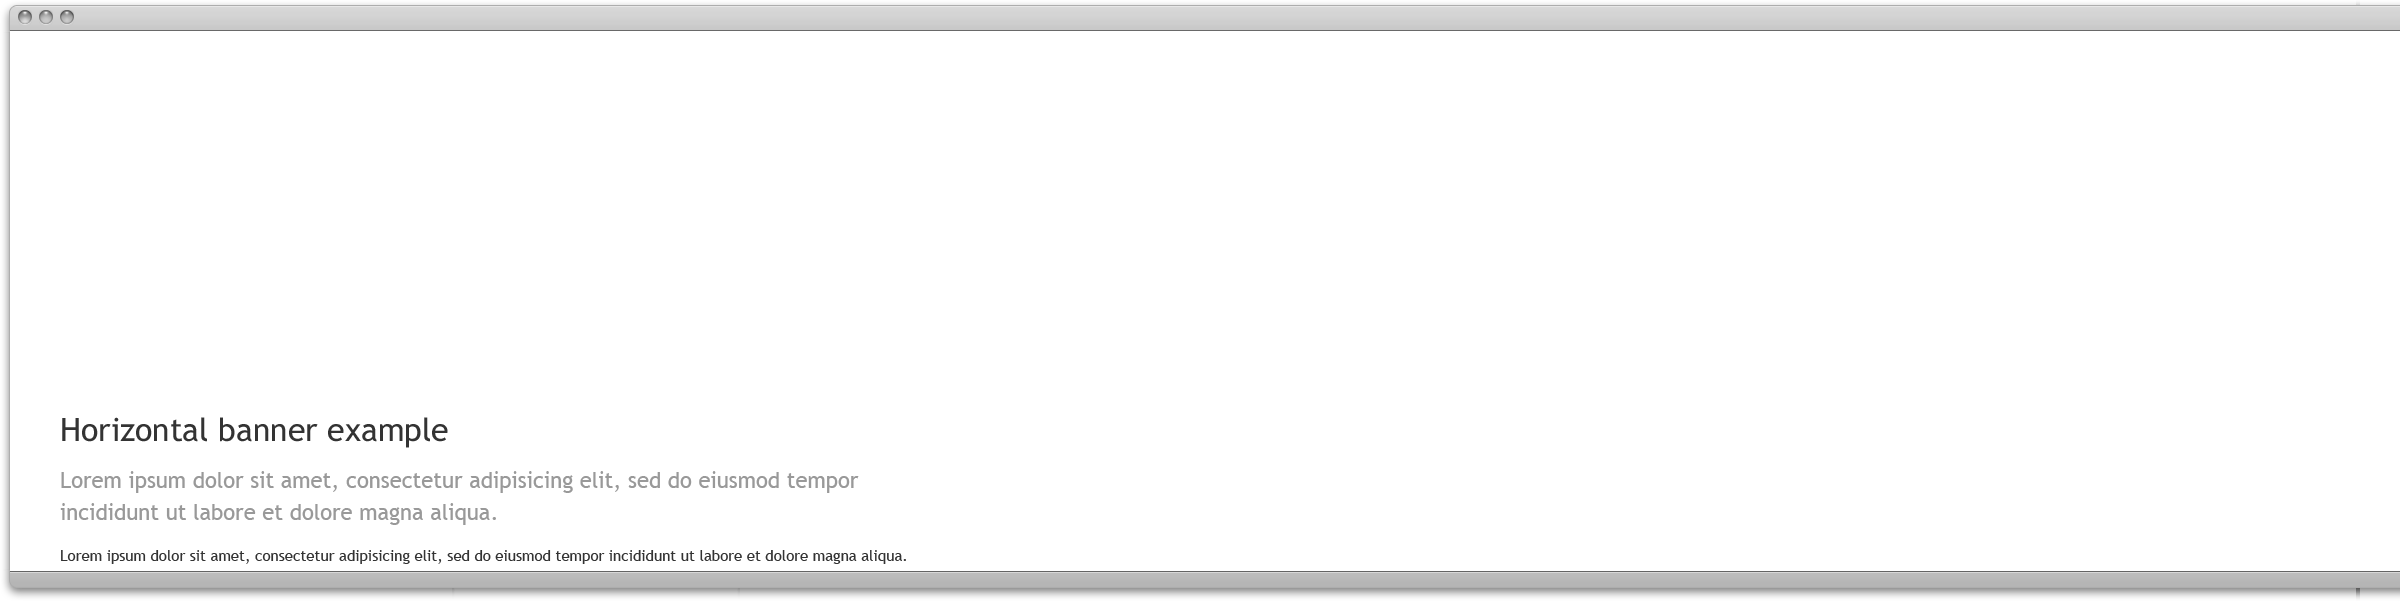 Horizontal banner example
Lorem ipsum dolor sit amet, consectetur adipisicing elit, sed do eiusmod tempor
incididunt ut labore et dolore magna aliqua.
Lorem ipsum dolor sit amet, consectetur adipisicing elit, sed do eiusmod tempor incididunt ut labore et dolore magna aliqua.